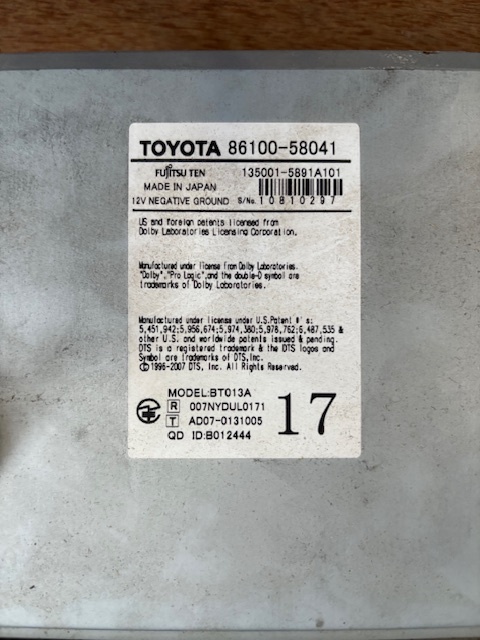 TOYOTA 86100-58041
FUJITSU TEN 135001-5891A101
MADE IN JAPAN
12V NEGATIVE GROUND S/No. 10810297
US and foreign patents licensed from
Dolby Laboratories Licensing Corporation.
Manufactured under license from Dolby Laboratories.
"Dolby", "Pro Logic", and the double-D symbol are
trademarks of Dolby Laboratories.
Manufactured under license under U.S.Patent #'s:
5,451,942;5,956,674;5,974,380;5,978,762;6,487,535 &
other U.S. and worldwide patents issued & pending.
DTS is a registered trademark & the DTS logos and
Symbol are trademarks of DTS, Inc.
© 1996-2007 DTS, Inc. All Rights Reserved.
MODEL:BT013A
R 007NYDUL0171
T AD07-0131005
QD ID:B012444
17